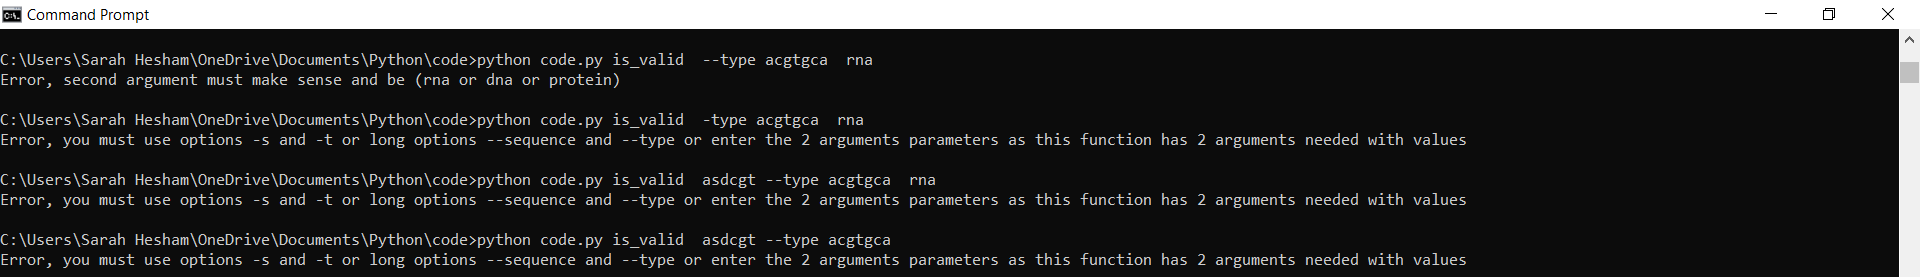 Command Prompt
C:\Users\Sarah Hesham\OneDrive\Documents\Python\code>python code.py is_valid  --type acgtgca  rna
Error, second argument must make sense and be (rna or dna or protein)
C:\Users\Sarah Hesham\OneDrive\Documents\Python\code>python code.py is_valid  -type acgtgca  rna
Error, you must use options -s and -t or long options --sequence and --type or enter the 2 arguments parameters as this function has 2 arguments needed with values
C:\Users\Sarah Hesham\OneDrive\Documents\Python\code>python code.py is_valid  asdcgt --type acgtgca  rna
Error, you must use options -s and -t or long options --sequence and --type or enter the 2 arguments parameters as this function has 2 arguments needed with values
C:\Users\Sarah Hesham\OneDrive\Documents\Python\code>python code.py is_valid  asdcgt --type acgtgca
Error, you must use options -s and -t or long options --sequence and --type or enter the 2 arguments parameters as this function has 2 arguments needed with values